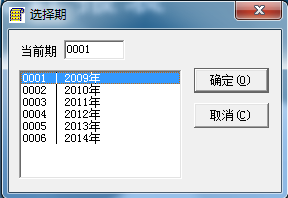 选择期
当前期 0001
0001 | 2009年
0002 | 2010年
0003 | 2011年
0004 | 2012年
0005 | 2013年
0006 | 2014年
确定(O)
取消(C)